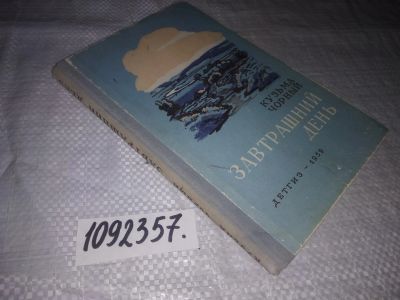 КУЗЬМА
ЧОРНЫЙ
ЗАВТРАШНИЙ
ДЕНЬ
ДЕТГИЗ - 1959
1092357.